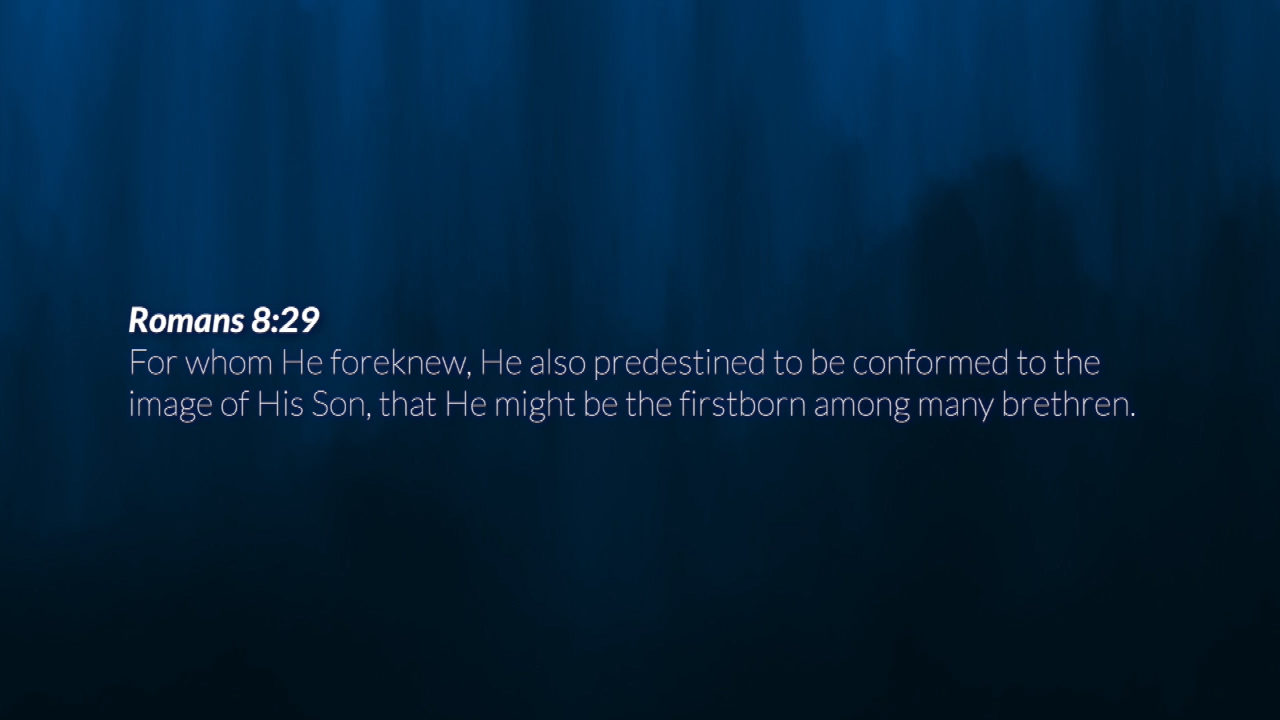 Romans 8:29
For whom He foreknew, He also predestined to be conformed to the
image of His Son, that He might be the firstborn among many brethren.